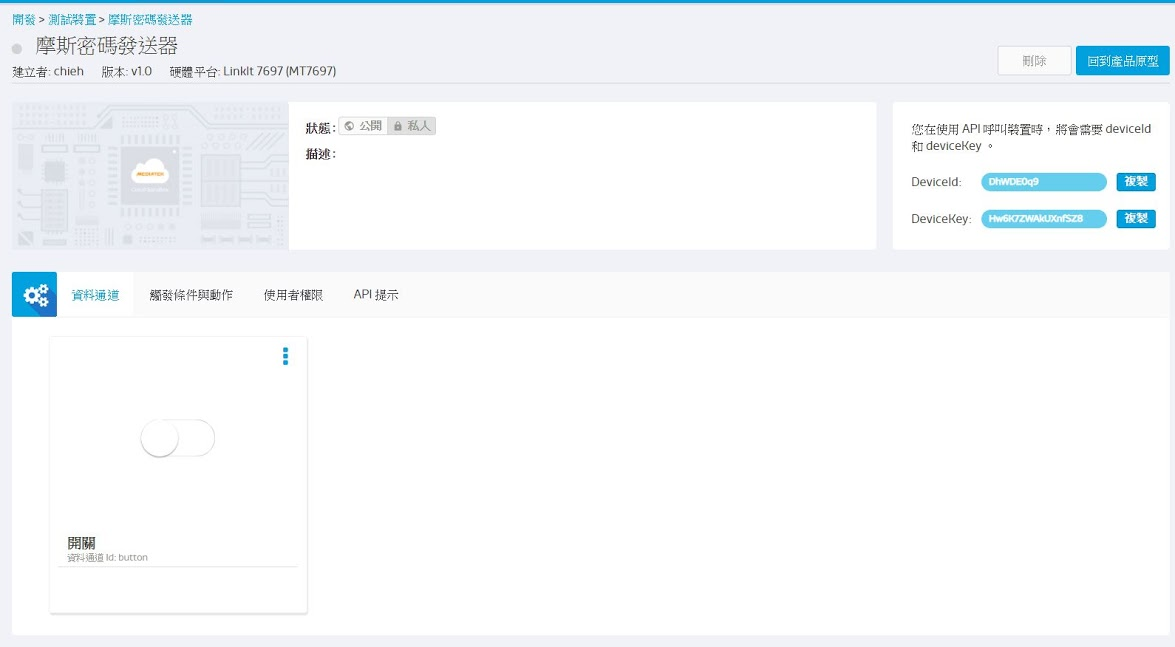 開發 > 測試裝置 > 摩斯密碼發送器
摩斯密碼發送器
建立者: chieh 版本: v1.0 硬體平台: LinkIt 7697 (MT7697)
刪除
回到產品原型
MEDIATEK
cloud sandbox
狀態: 公開 私人
描述:
您在使用 API 呼叫裝置時，將會需要 deviceId
和 deviceKey 。
DeviceId: DhWDE0q9 複製
DeviceKey: Hw6K7ZWAkUXnfSZ8 複製
資料通道 觸發條件與動作 使用者權限 API 提示
開關
資料通道 Id: button